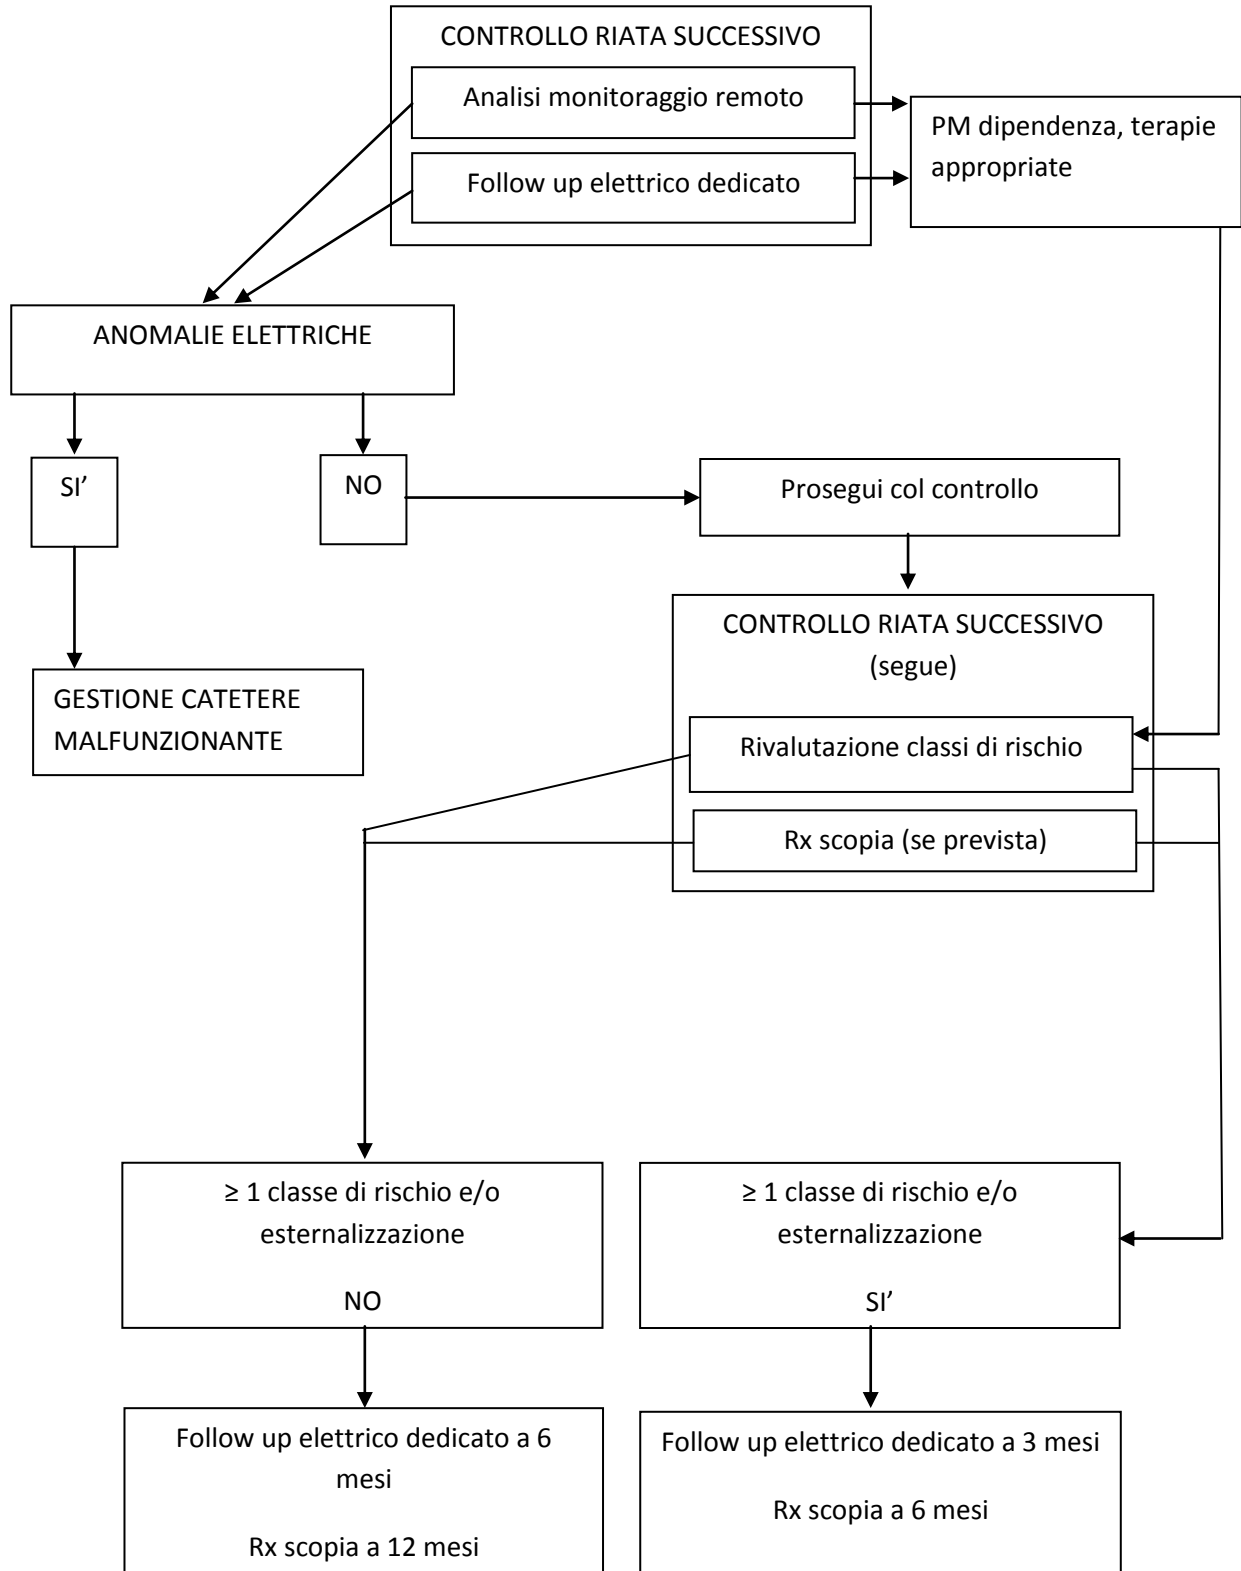 CONTROLLO RIATA SUCCESSIVO
Analisi monitoraggio remoto
Follow up elettrico dedicato
PM dipendenza, terapie
appropriate
ANOMALIE ELETTRICHE
SI’
NO
Prosegui col controllo
GESTIONE CATETERE
MALFUNZIONANTE
CONTROLLO RIATA SUCCESSIVO
(segue)
Rivalutazione classi di rischio
Rx scopia (se prevista)
≥ 1 classe di rischio e/o
esternalizzazione
NO
≥ 1 classe di rischio e/o
esternalizzazione
SI’
Follow up elettrico dedicato a 6
mesi
Rx scopia a 12 mesi
Follow up elettrico dedicato a 3 mesi
Rx scopia a 6 mesi